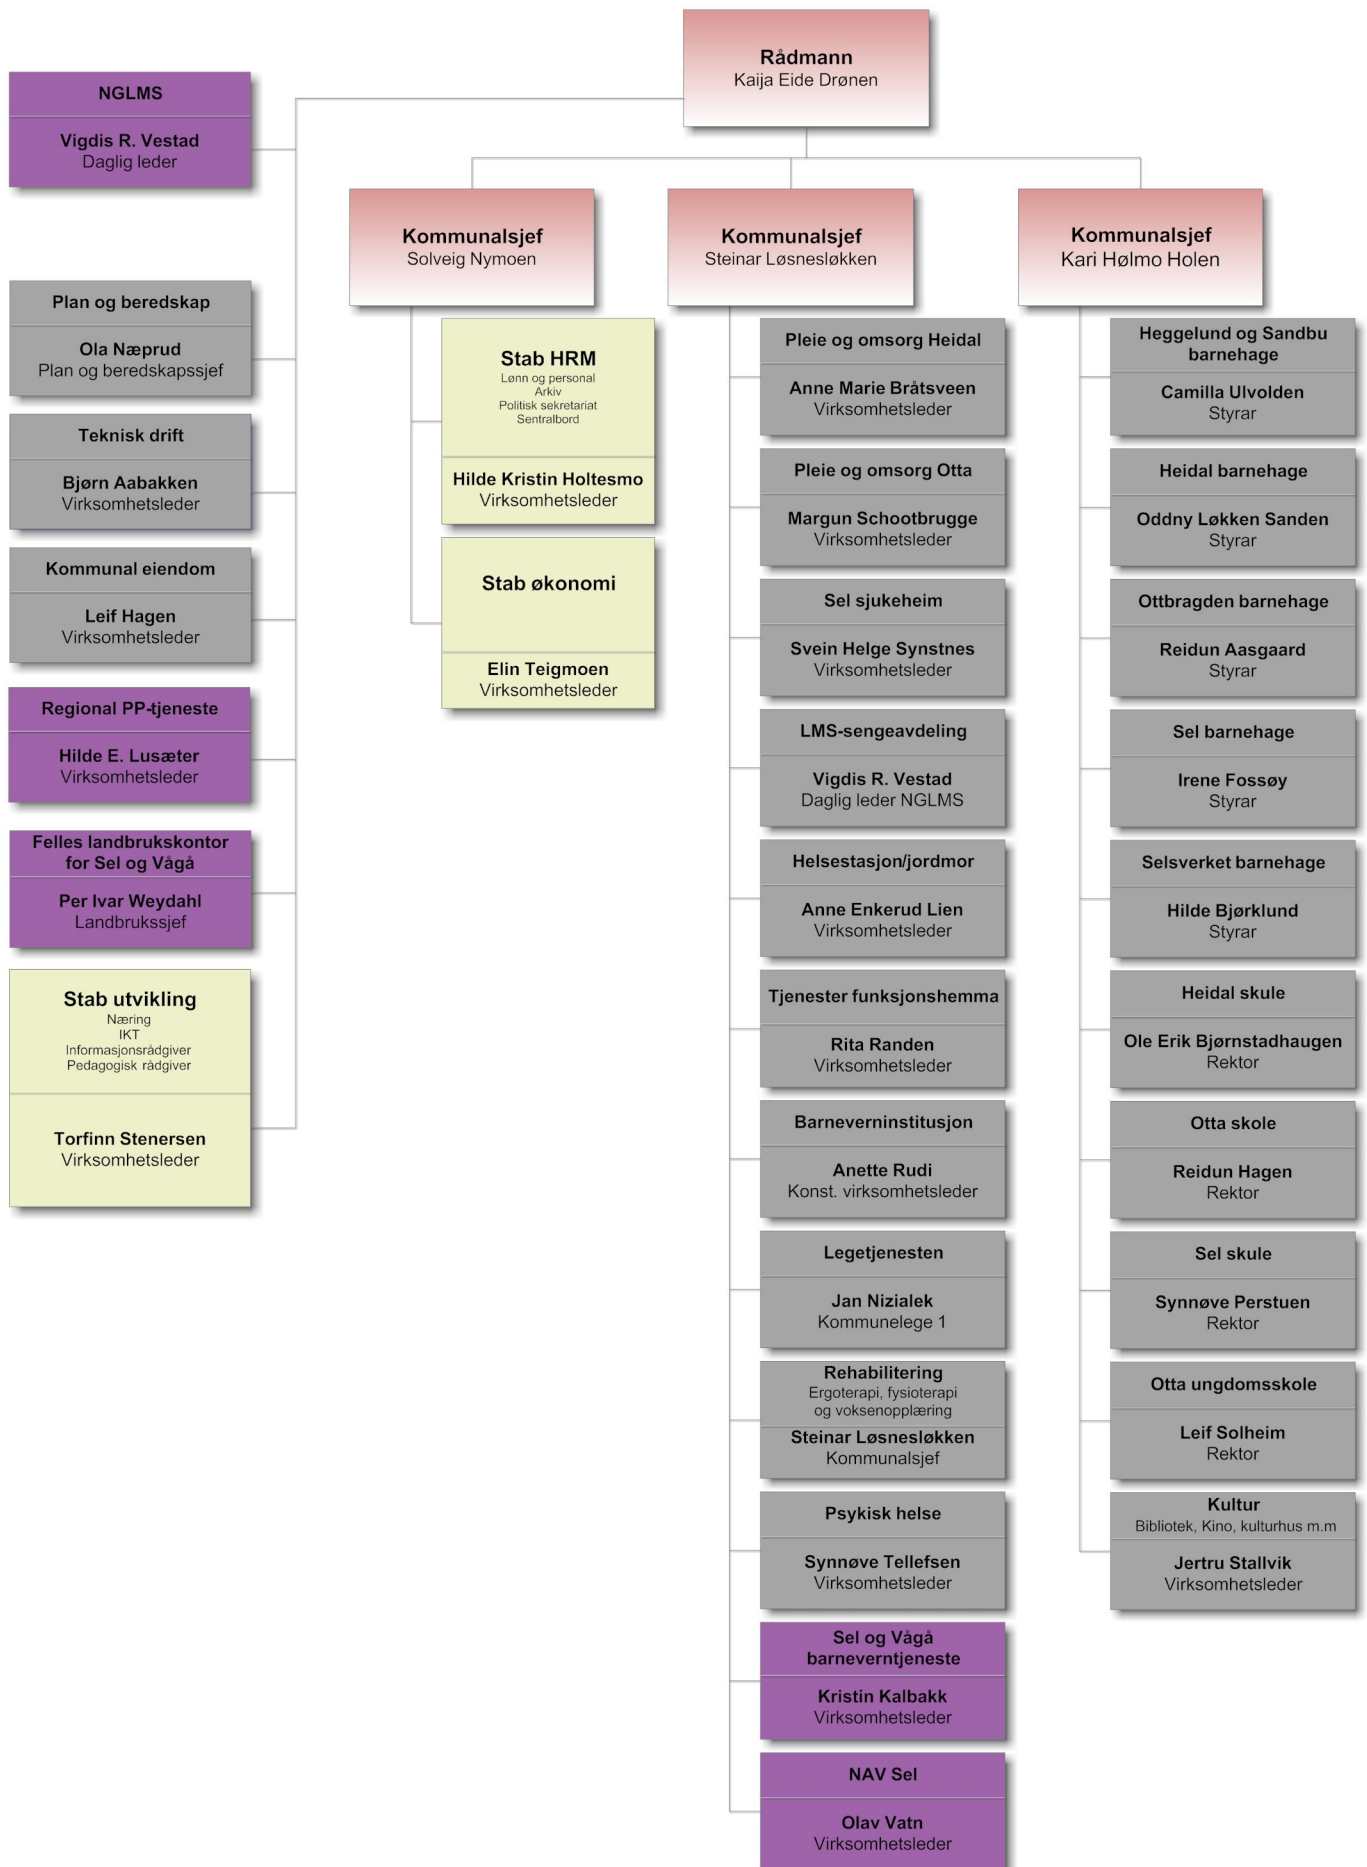 Rådmann
Kaija Eide Drønen
NGLMS
Vigdis R. Vestad
Daglig leder
Plan og beredskap
Ola Næprud
Plan og beredskapssjef
Teknisk drift
Bjørn Aabakken
Virksomhetsleder
Kommunal eiendom
Leif Hagen
Virksomhetsleder
Regional PP-tjeneste
Hilde E. Lusæter
Virksomhetsleder
Felles landbrukskontor
for Sel og Vågå
Per Ivar Weydahl
Landbrukssjef
Stab utvikling
Næring
IKT
Informasjonsrådgiver
Pedagogisk rådgiver
Torfinn Stenersen
Virksomhetsleder
Kommunalsjef
Solveig Nymoen
Stab HRM
Lønn og personal
Arkiv
Politisk sekretariat
Sentralbord
Hilde Kristin Holtesmo
Virksomhetsleder
Stab økonomi
Elin Teigmoen
Virksomhetsleder
Kommunalsjef
Steinar Løsnesløkken
Pleie og omsorg Heidal
Anne Marie Bråtsveen
Virksomhetsleder
Pleie og omsorg Otta
Margun Schootbrugge
Virksomhetsleder
Sel sjukeheim
Svein Helge Synstnes
Virksomhetsleder
LMS-sengeavdeling
Vigdis R. Vestad
Daglig leder NGLMS
Helsestasjon/jordmor
Anne Enkerud Lien
Virksomhetsleder
Tjenester funksjonshemma
Rita Randen
Virksomhetsleder
Barneverninstitusjon
Anette Rudi
Konst. virksomhetsleder
Legetjenesten
Jan Nizialek
Kommunelege 1
Rehabilitering
Ergoterapi, fysioterapi
og voksenopplæring
Steinar Løsnesløkken
Kommunalsjef
Psykisk helse
Synnøve Tellefsen
Virksomhetsleder
Sel og Vågå
barneverntjeneste
Kristin Kalbakk
Virksomhetsleder
NAV Sel
Olav Vatn
Virksomhetsleder
Kommunalsjef
Kari Hølmo Holen
Heggelund og Sandbu
barnehage
Camilla Ulvolden
Styrar
Heidal barnehage
Oddny Løkken Sanden
Styrar
Ottbragden barnehage
Reidun Aasgaard
Styrar
Sel barnehage
Irene Fossøy
Styrar
Selsverket barnehage
Hilde Bjørklund
Styrar
Heidal skule
Ole Erik Bjørnstadhaugen
Rektor
Otta skole
Reidun Hagen
Rektor
Sel skule
Synnøve Perstuen
Rektor
Otta ungdomsskole
Leif Solheim
Rektor
Kultur
Bibliotek, Kino, kulturhus m.m
Jertru Stallvik
Virksomhetsleder